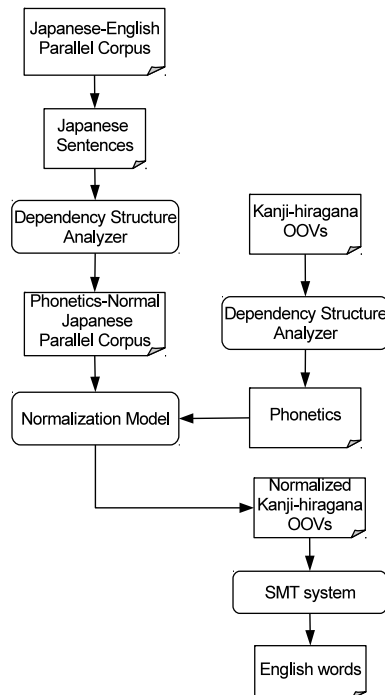 Japanese-English
Parallel Corpus
Japanese
Sentences
Dependency Structure
Analyzer
Kanji-hiragana
OOVs
Phonetics-Normal
Japanese
Parallel Corpus
Dependency Structure
Analyzer
Normalization Model
Phonetics
Normalized
Kanji-hiragana
OOVs
SMT system
English words